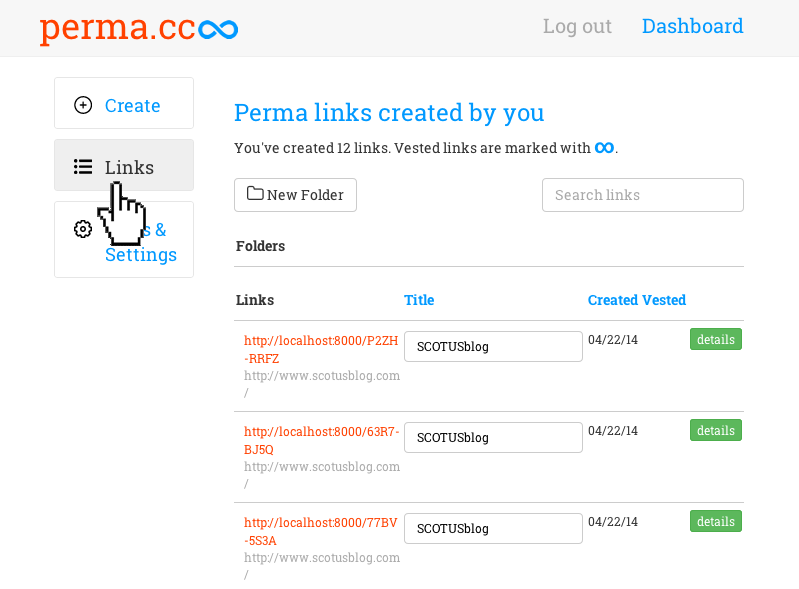 perma.cc
Log out Dashboard
Create
Links
s &
Settings
Perma links created by you
You've created 12 links. Vested links are marked with ∞.
New Folder
Search links
Folders
Links Title Created Vested
http://localhost:8000/P2ZH
-RRFZ
http://www.scotusblog.com
/
SCOTUSblog
04/22/14
details
http://localhost:8000/63R7-
BJ5Q
http://www.scotusblog.com
/
SCOTUSblog
04/22/14
details
http://localhost:8000/77BV
-5S3A
http://www.scotusblog.com
/
SCOTUSblog
04/22/14
details